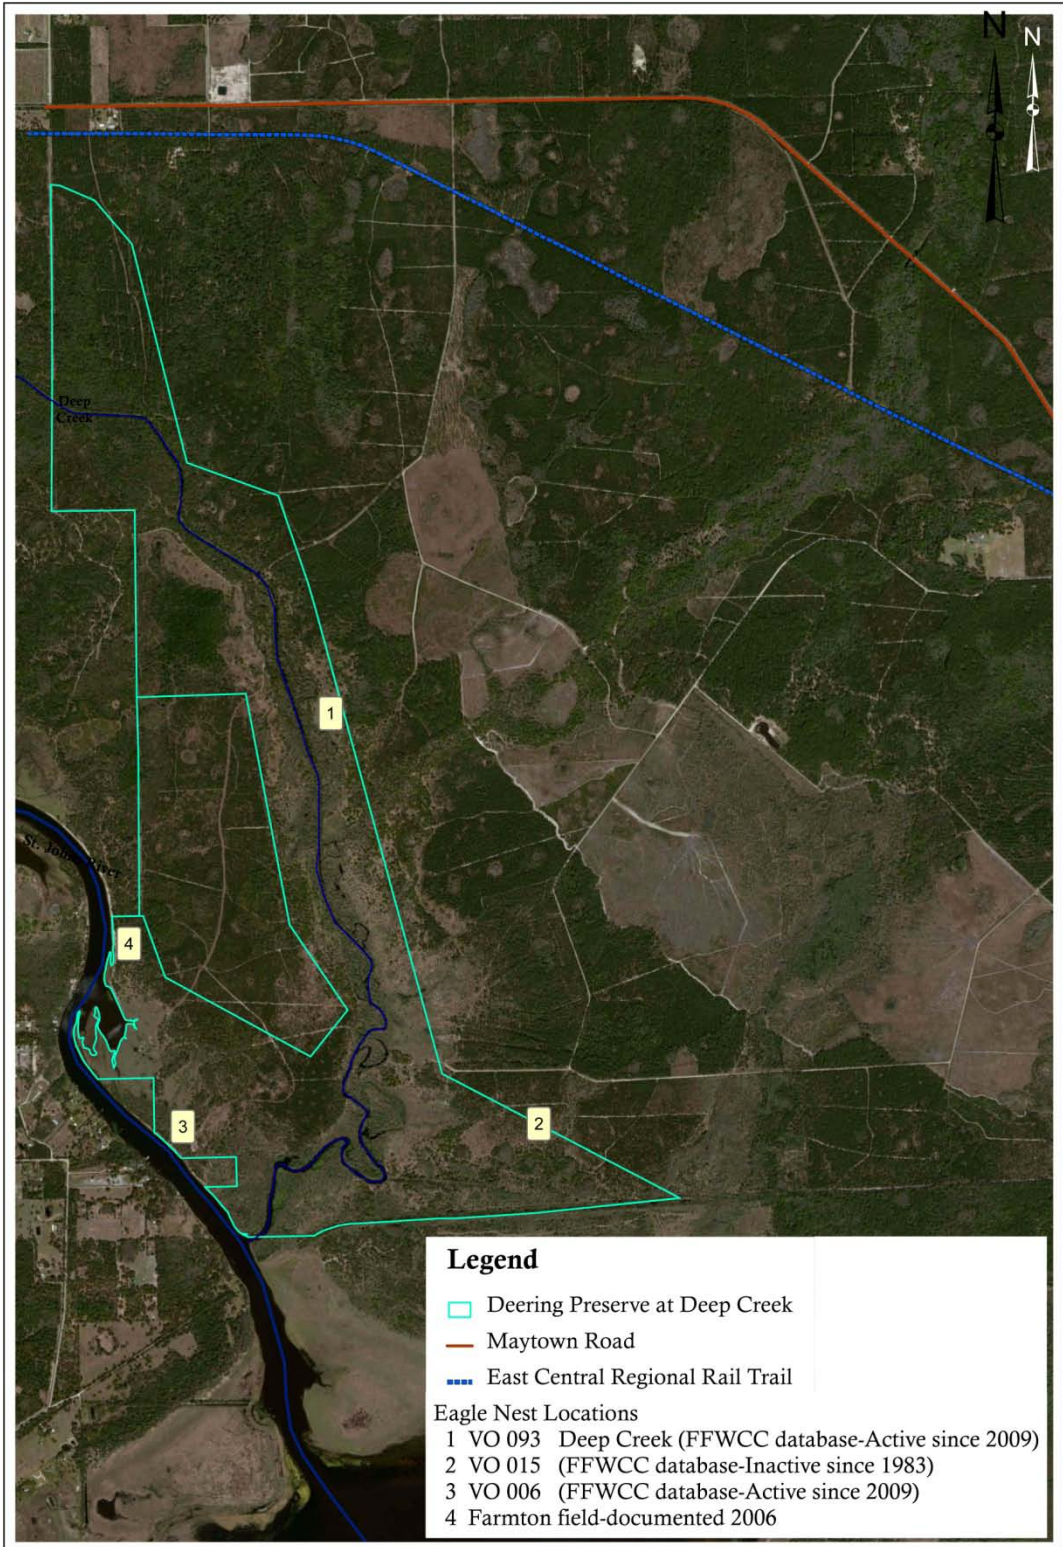 N
N
Deep
Creek
St. Johns River
1
4
3
2
Legend
Deering Preserve at Deep Creek
Maytown Road
East Central Regional Rail Trail
Eagle Nest Locations
1 VO 093 Deep Creek (FFWCC database-Active since 2009)
2 VO 015 (FFWCC database-Inactive since 1983)
3 VO 006 (FFWCC database-Active since 2009)
4 Farmton field-documented 2006